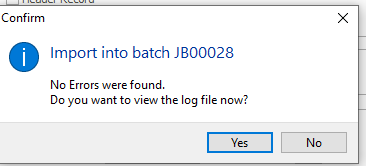 Header Record
Confirm
Import into batch JB00028
No Errors were found.
Do you want to view the log file now?
Yes
No